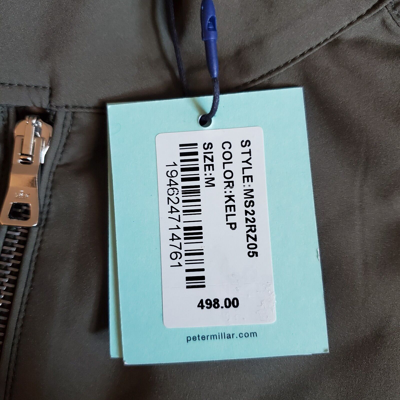 STYLE:MS22RZ05
COLOR:KELP
SIZE:M
194624714761
498.00
petermillar.com